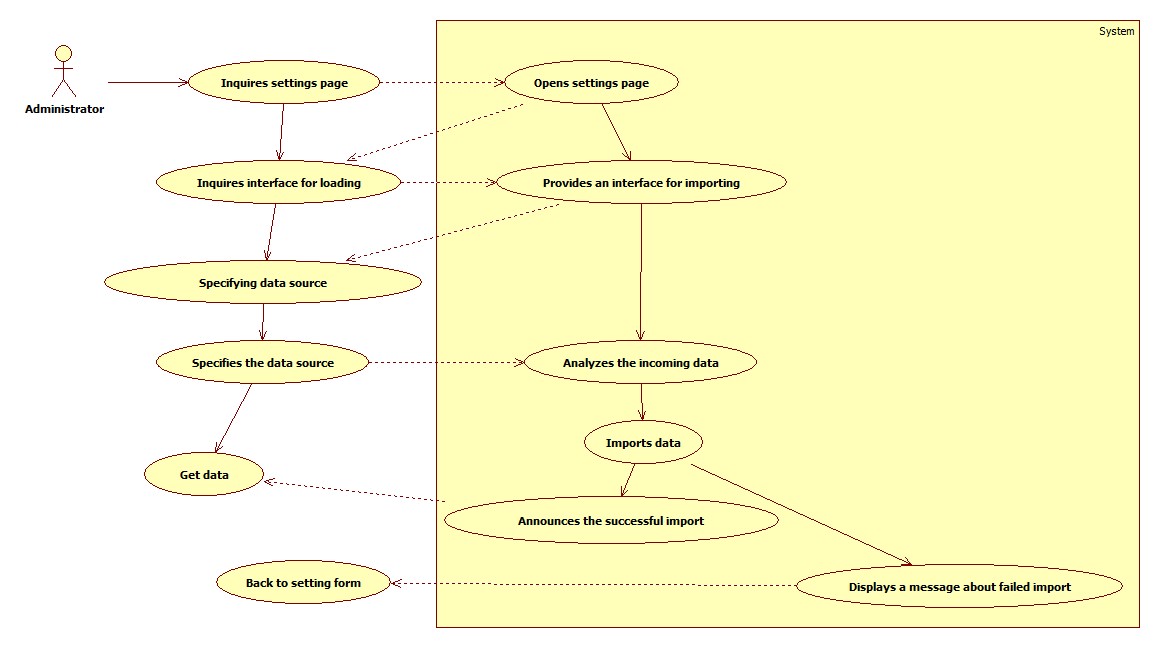 System
Administrator
Inquires settings page
Opens settings page
Inquires interface for loading
Provides an interface for importing
Specifying data source
Specifies the data source
Analyzes the incoming data
Imports data
Get data
Announces the successful import
Back to setting form
Displays a message about failed import